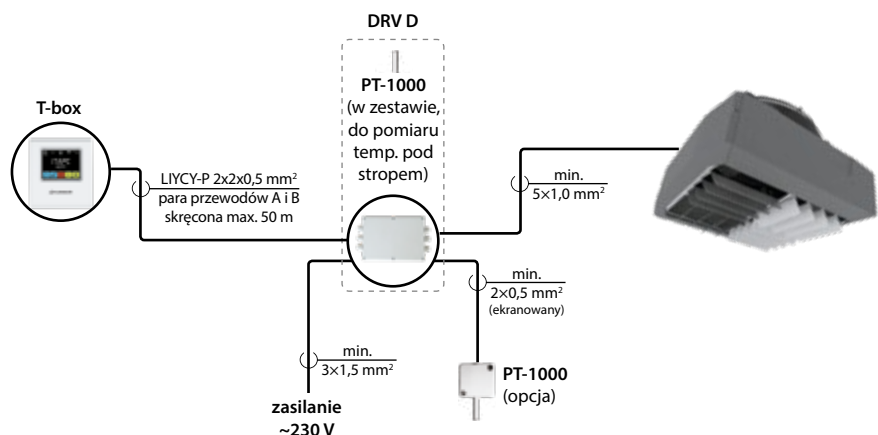 DRV D
PT-1000
(w zestawie,
do pomiaru
temp. pod
stropem)
T-box
LIYCY-P 2x2x0,5 mm²
para przewodów A i B
skręcona max. 50 m
min.
5×1,0 mm²
min.
2×0,5 mm²
(ekranowany)
min.
3×1,5 mm²
PT-1000
(opcja)
zasilanie
~230 V